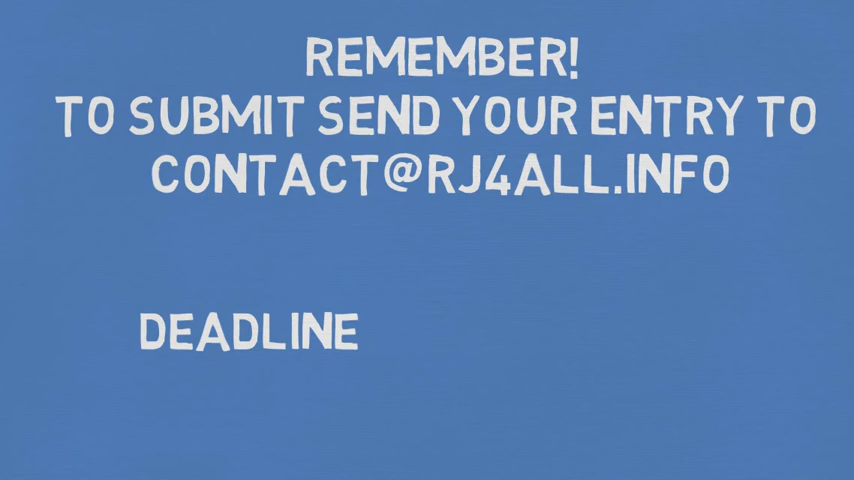 REMEMBER!
TO SUBMIT SEND YOUR ENTRY TO
CONTACT@RJ4ALL.INFO
DEADLINE